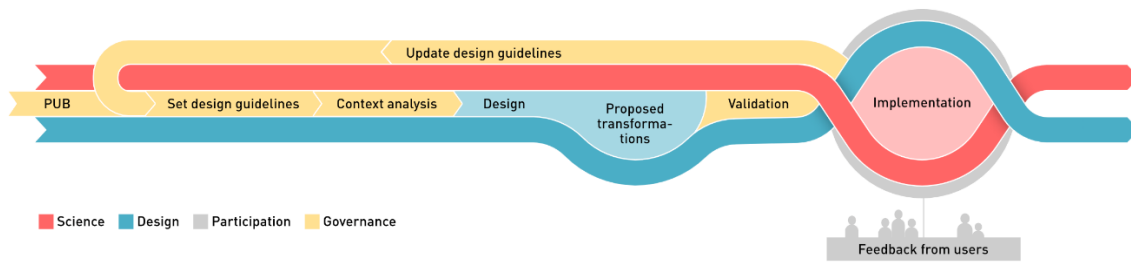 Update design guidelines
PUB
Set design guidelines
Context analysis
Design
Proposed
transforma-
tions
Validation
Implementation
Science
Design
Participation
Governance
Feedback from users